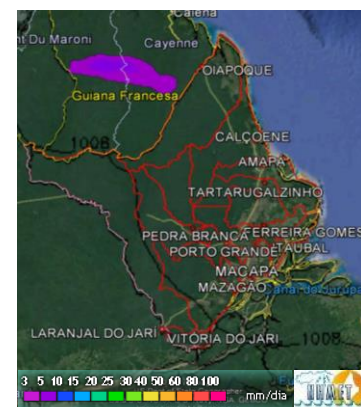 Caiena
nt Du Maroni
Cayenne
OIAPOQUE
Guiana Francesa
1008
CALÇOENE
AMAPÁ
TARTARUGALZINHO
PEDRA BRANCA
FERREIRA GOMES
PORTO GRANDE
ITAUBAL
MACAPÁ
MAZAGÃO
LARANJAL DO JARI
VITÓRIA DO JARI
1008
3 5 10 15 20 25 30 40 50 60 80 100
mm/dia